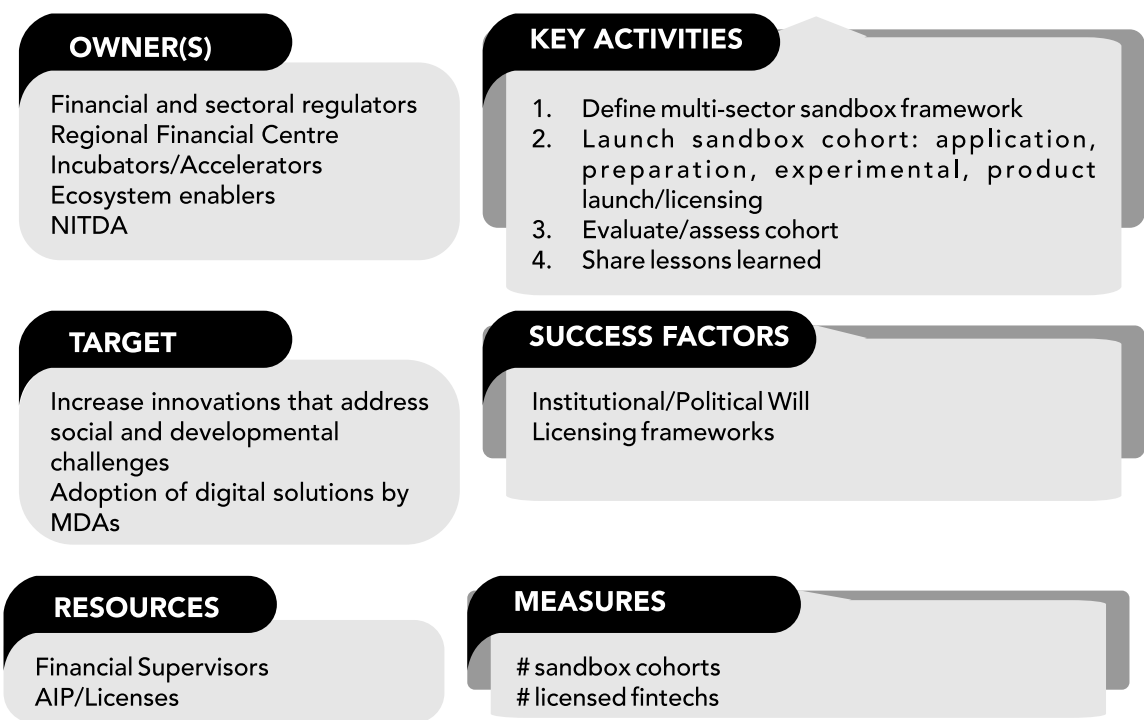 OWNER(S)
Financial and sectoral regulators
Regional Financial Centre
Incubators/Accelerators
Ecosystem enablers
NITDA
KEY ACTIVITIES
1. Define multi-sector sandbox framework
2. Launch sandbox cohort: application,
preparation, experimental, product
launch/licensing
3. Evaluate/assess cohort
4. Share lessons learned
TARGET
Increase innovations that address
social and developmental
challenges
Adoption of digital solutions by
MDAs
SUCCESS FACTORS
Institutional/Political Will
Licensing frameworks
RESOURCES
Financial Supervisors
AIP/Licenses
MEASURES
# sandbox cohorts
# licensed fintechs